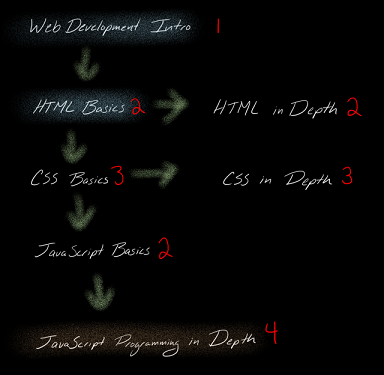 Web Development Intro 1
HTML Basics 2 HTML in Depth 2
CSS Basics 3 CSS in Depth 3
JavaScript Basics 2
JavaScript Programming in Depth 4